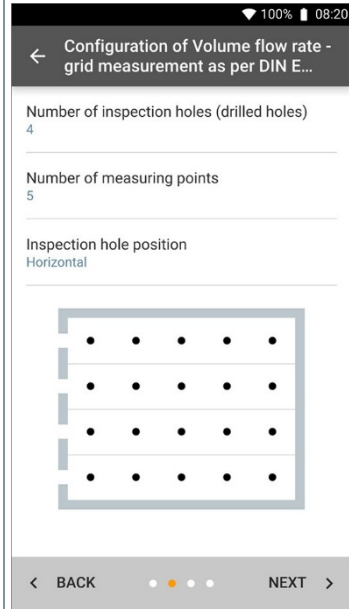 100% 08:20
Configuration of Volume flow rate -
grid measurement as per DIN E...
Number of inspection holes (drilled holes)
4
Number of measuring points
5
Inspection hole position
Horizontal
BACK NEXT